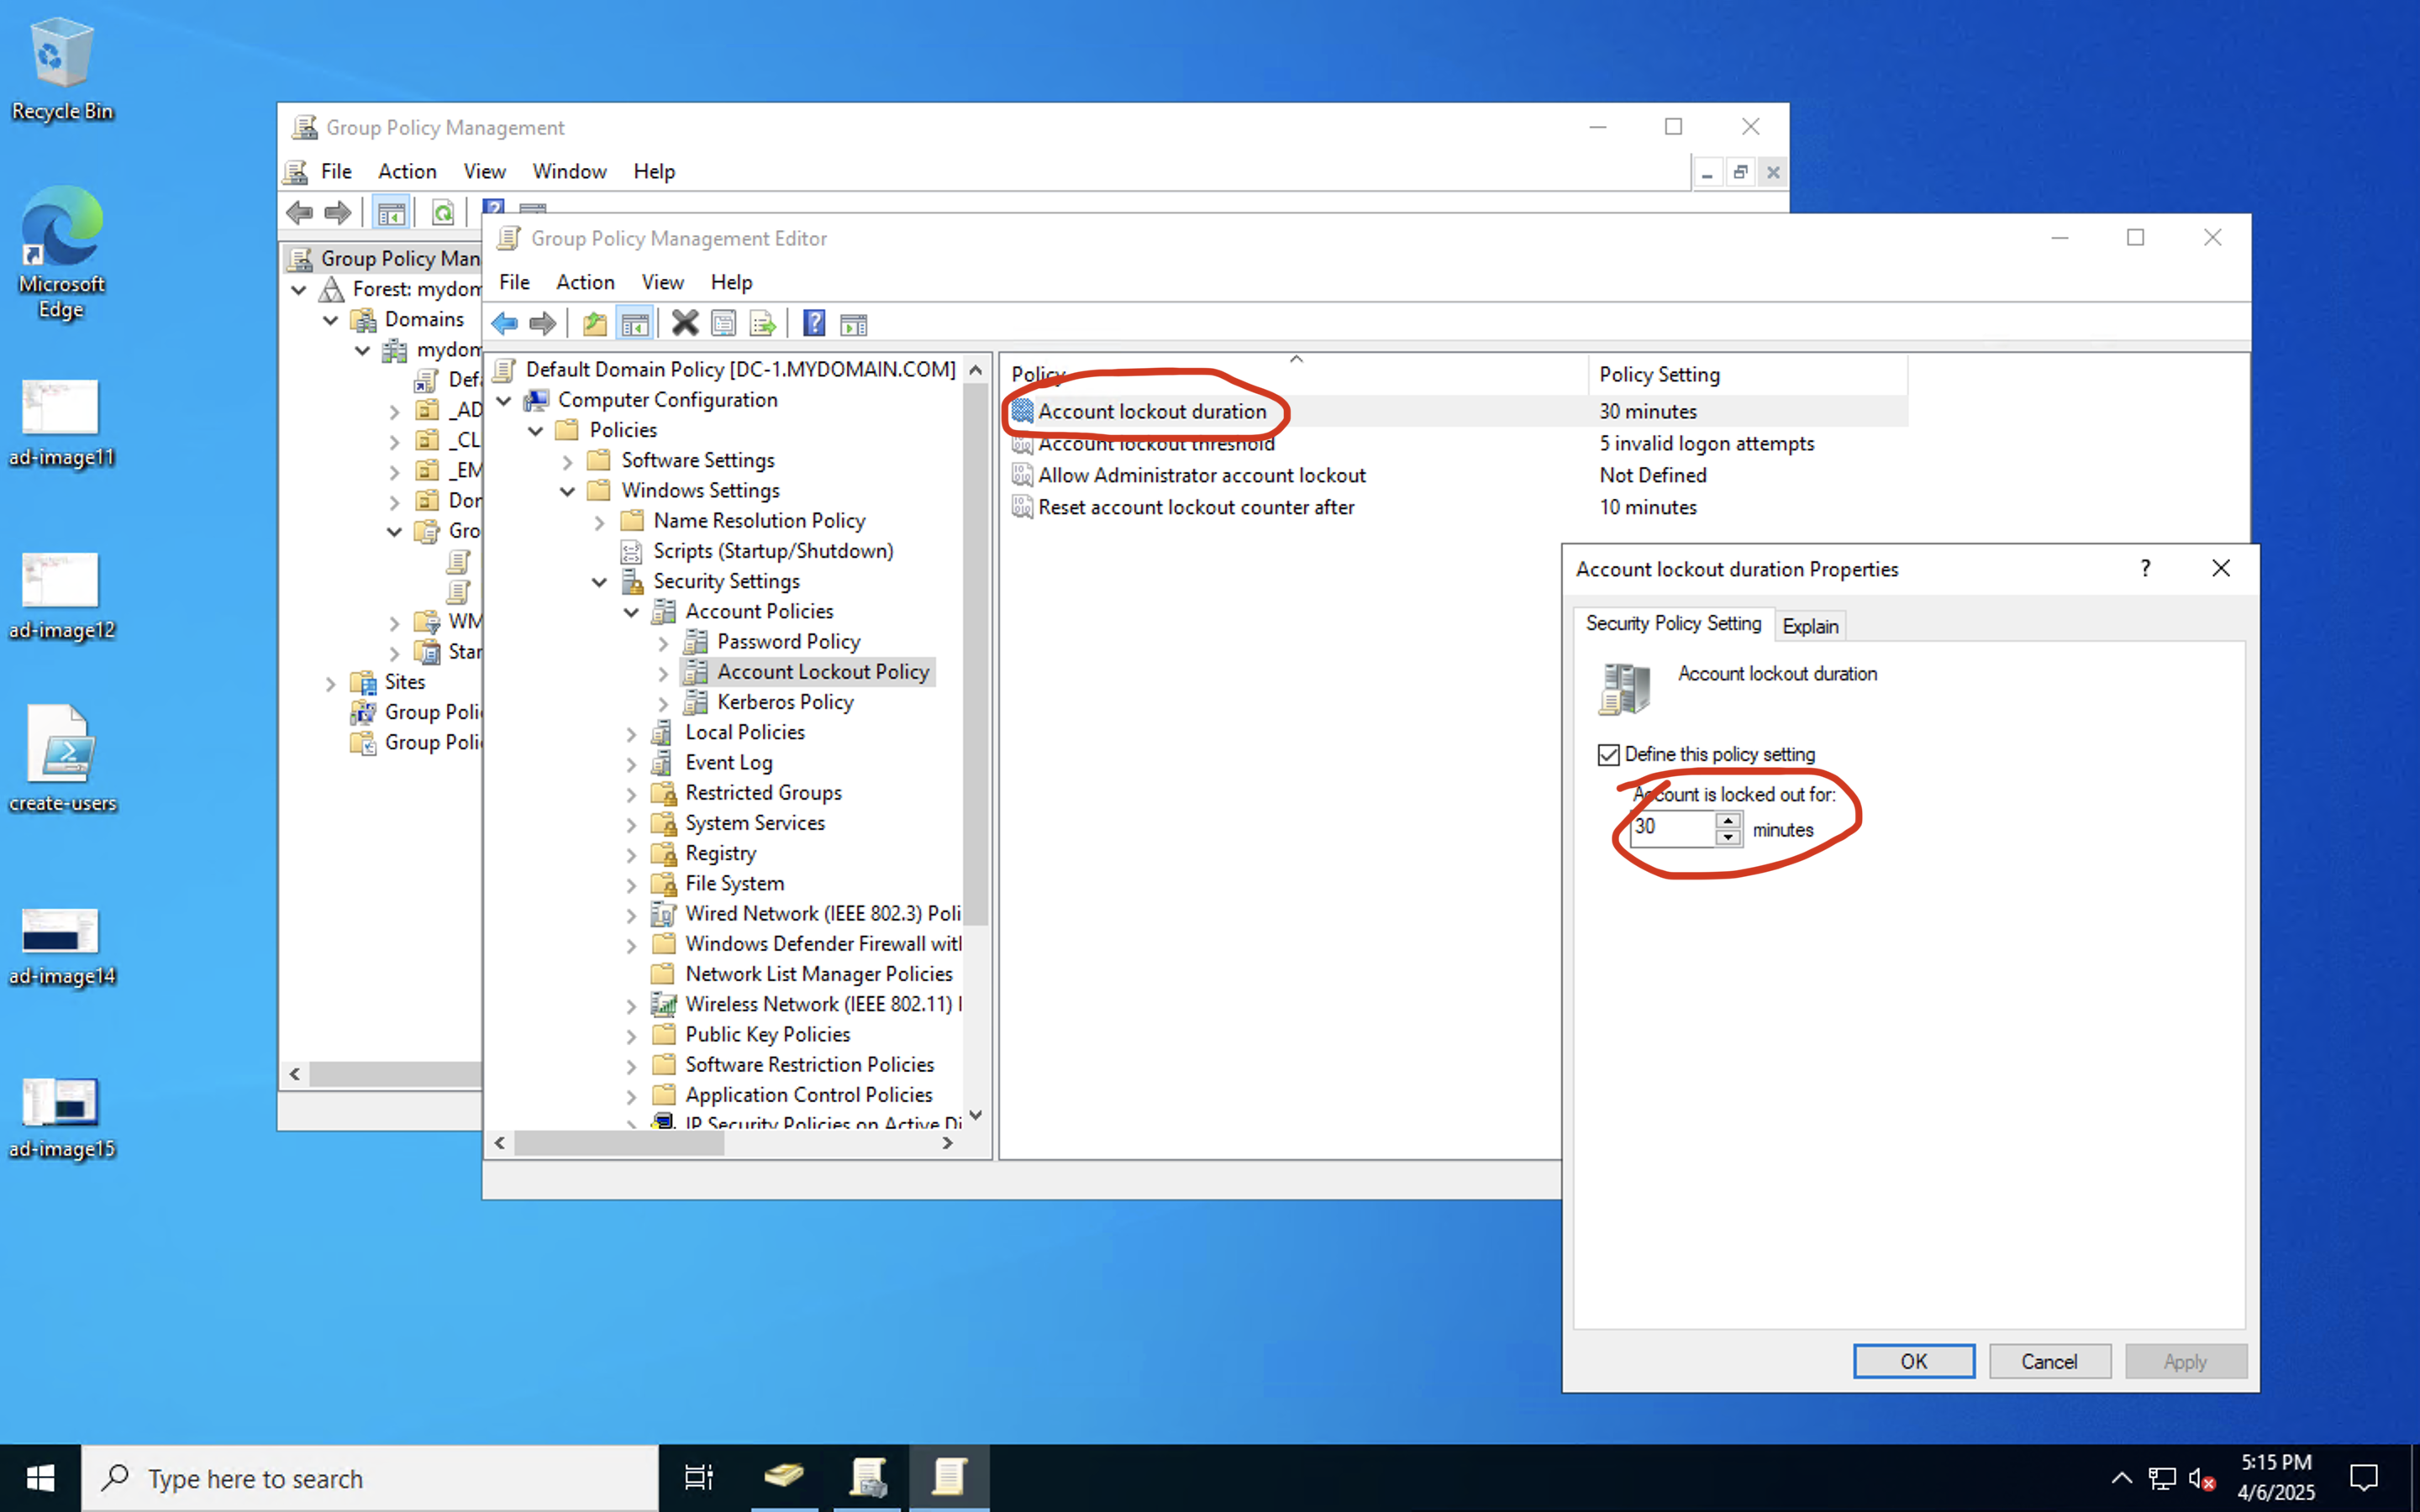 Recycle Bin
Microsoft
Edge
ad-image11
ad-image12
create-users
ad-image14
ad-image15
Group Policy Management
File Action View Window Help
Group Policy Man
Forest: mydom
Domains
mydom
Defa
_AD
_CL
_EM
Dor
Gro
WM
Star
Sites
Group Poli
Group Poli
Group Policy Management Editor
File Action View Help
Default Domain Policy [DC-1.MYDOMAIN.COM]
Computer Configuration
Policies
Software Settings
Windows Settings
Name Resolution Policy
Scripts (Startup/Shutdown)
Security Settings
Account Policies
Password Policy
Account Lockout Policy
Kerberos Policy
Local Policies
Event Log
Restricted Groups
System Services
Registry
File System
Wired Network (IEEE 802.3) Poli
Windows Defender Firewall with
Network List Manager Policies
Wireless Network (IEEE 802.11) P
Public Key Policies
Software Restriction Policies
Application Control Policies
IP Security Policies on Active Di
Policy Policy Setting
Account lockout duration 30 minutes
Account lockout threshold 5 invalid logon attempts
Allow Administrator account lockout Not Defined
Reset account lockout counter after 10 minutes
Account lockout duration Properties
Security Policy Setting Explain
Account lockout duration
Define this policy setting
Account is locked out for:
30 minutes
OK Cancel Apply
Type here to search
5:15 PM
4/6/2025